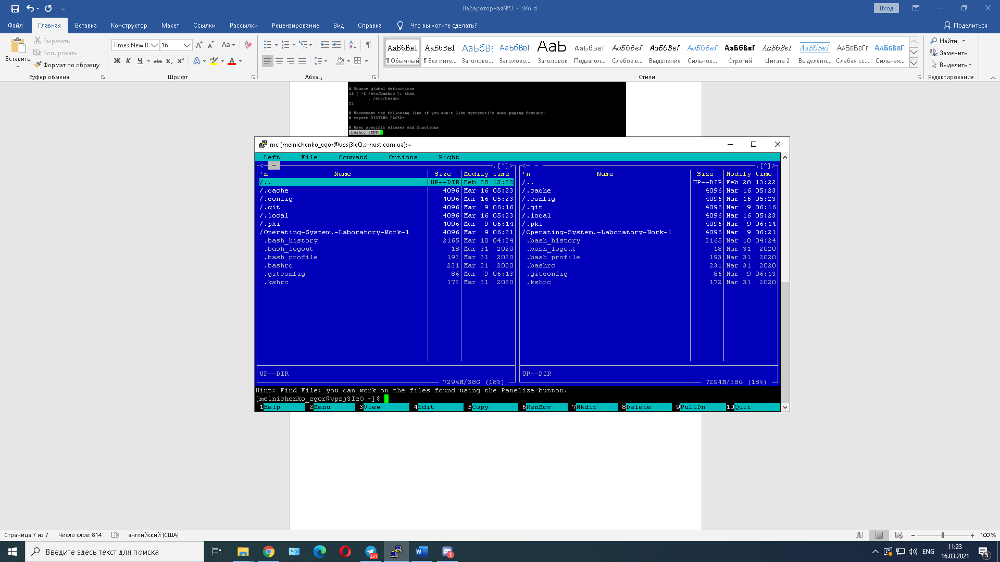 Лабароторная№3 - Word
Вход
Файл Главная Вставка Конструктор Макет Ссылки Рассылки Рецензирование Вид Справка Что вы хотите сделать? Поделиться
Вставить
Вырезать
Копировать
Формат по образцу
Буфер обмена
Times New R 16
Шрифт
Абзац
АаБбВвІ АаБбВвІ АаБбВв АаБбВвГ Ааb АаБбВвГ АаБбВвГ АаБбВвГ АаБбВвГ АаБбВвГ АаБбВвІ АаБбВвІ ААББВВГг ААББВВГ
¶ Обычный ¶ Без инте... Заголово... Заголово... Заголовок Подзагол... Слабое в... Выделение Сильное... Строгий Цитата 2 Выделенн... Слабая сс... Сильная...
Стили
Найти
Заменить
Выделить
Редактирование
# Source global definitions
if [ -f /etc/bashrc ]; then
. /etc/bashrc
fi
# Uncomment the following line if you don't like systemctl's auto-paging feature:
# export SYSTEMD_PAGER=
# User specific aliases and functions
.bashrc (END)
mc [melnichenko_egor@vpsj3IeQ.s-host.com.ua]:~
Left File Command Options Right
<─ ~ .[^]> <─ ~ .[^]>
'n Name Size Modify time 'n Name Size Modify time
/.. UP--DIR Feb 28 13:22 /.. UP--DIR Feb 28 13:22
/.cache 4096 Mar 16 05:23 /.cache 4096 Mar 16 05:23
/.config 4096 Mar 16 05:23 /.config 4096 Mar 16 05:23
/.git 4096 Mar 9 06:16 /.git 4096 Mar 9 06:16
/.local 4096 Mar 16 05:23 /.local 4096 Mar 16 05:23
/.pki 4096 Mar 9 06:14 /.pki 4096 Mar 9 06:14
/Operating-System.-Laboratory-Work-1 4096 Mar 9 06:21 /Operating-System.-Laboratory-Work-1 4096 Mar 9 06:21
.bash_history 2165 Mar 10 04:24 .bash_history 2165 Mar 10 04:24
.bash_logout 18 Mar 31 2020 .bash_logout 18 Mar 31 2020
.bash_profile 193 Mar 31 2020 .bash_profile 193 Mar 31 2020
.bashrc 231 Mar 31 2020 .bashrc 231 Mar 31 2020
.gitconfig 86 Mar 9 06:13 .gitconfig 86 Mar 9 06:13
.kshrc 172 Mar 31 2020 .kshrc 172 Mar 31 2020
UP--DIR UP--DIR
7294M/38G (18%) 7294M/38G (18%)
Hint: Find File: you can work on the files found using the Panelize button.
[melnichenko_egor@vpsj3IeQ ~]$
1Help 2Menu 3View 4Edit 5Copy 6RenMov 7Mkdir 8Delete 9PullDn 10Quit
Страница 7 из 7 Число слов: 814 английский (США) 100 %
Введите здесь текст для поиска
231
1
ENG
11:23
16.03.2021
5